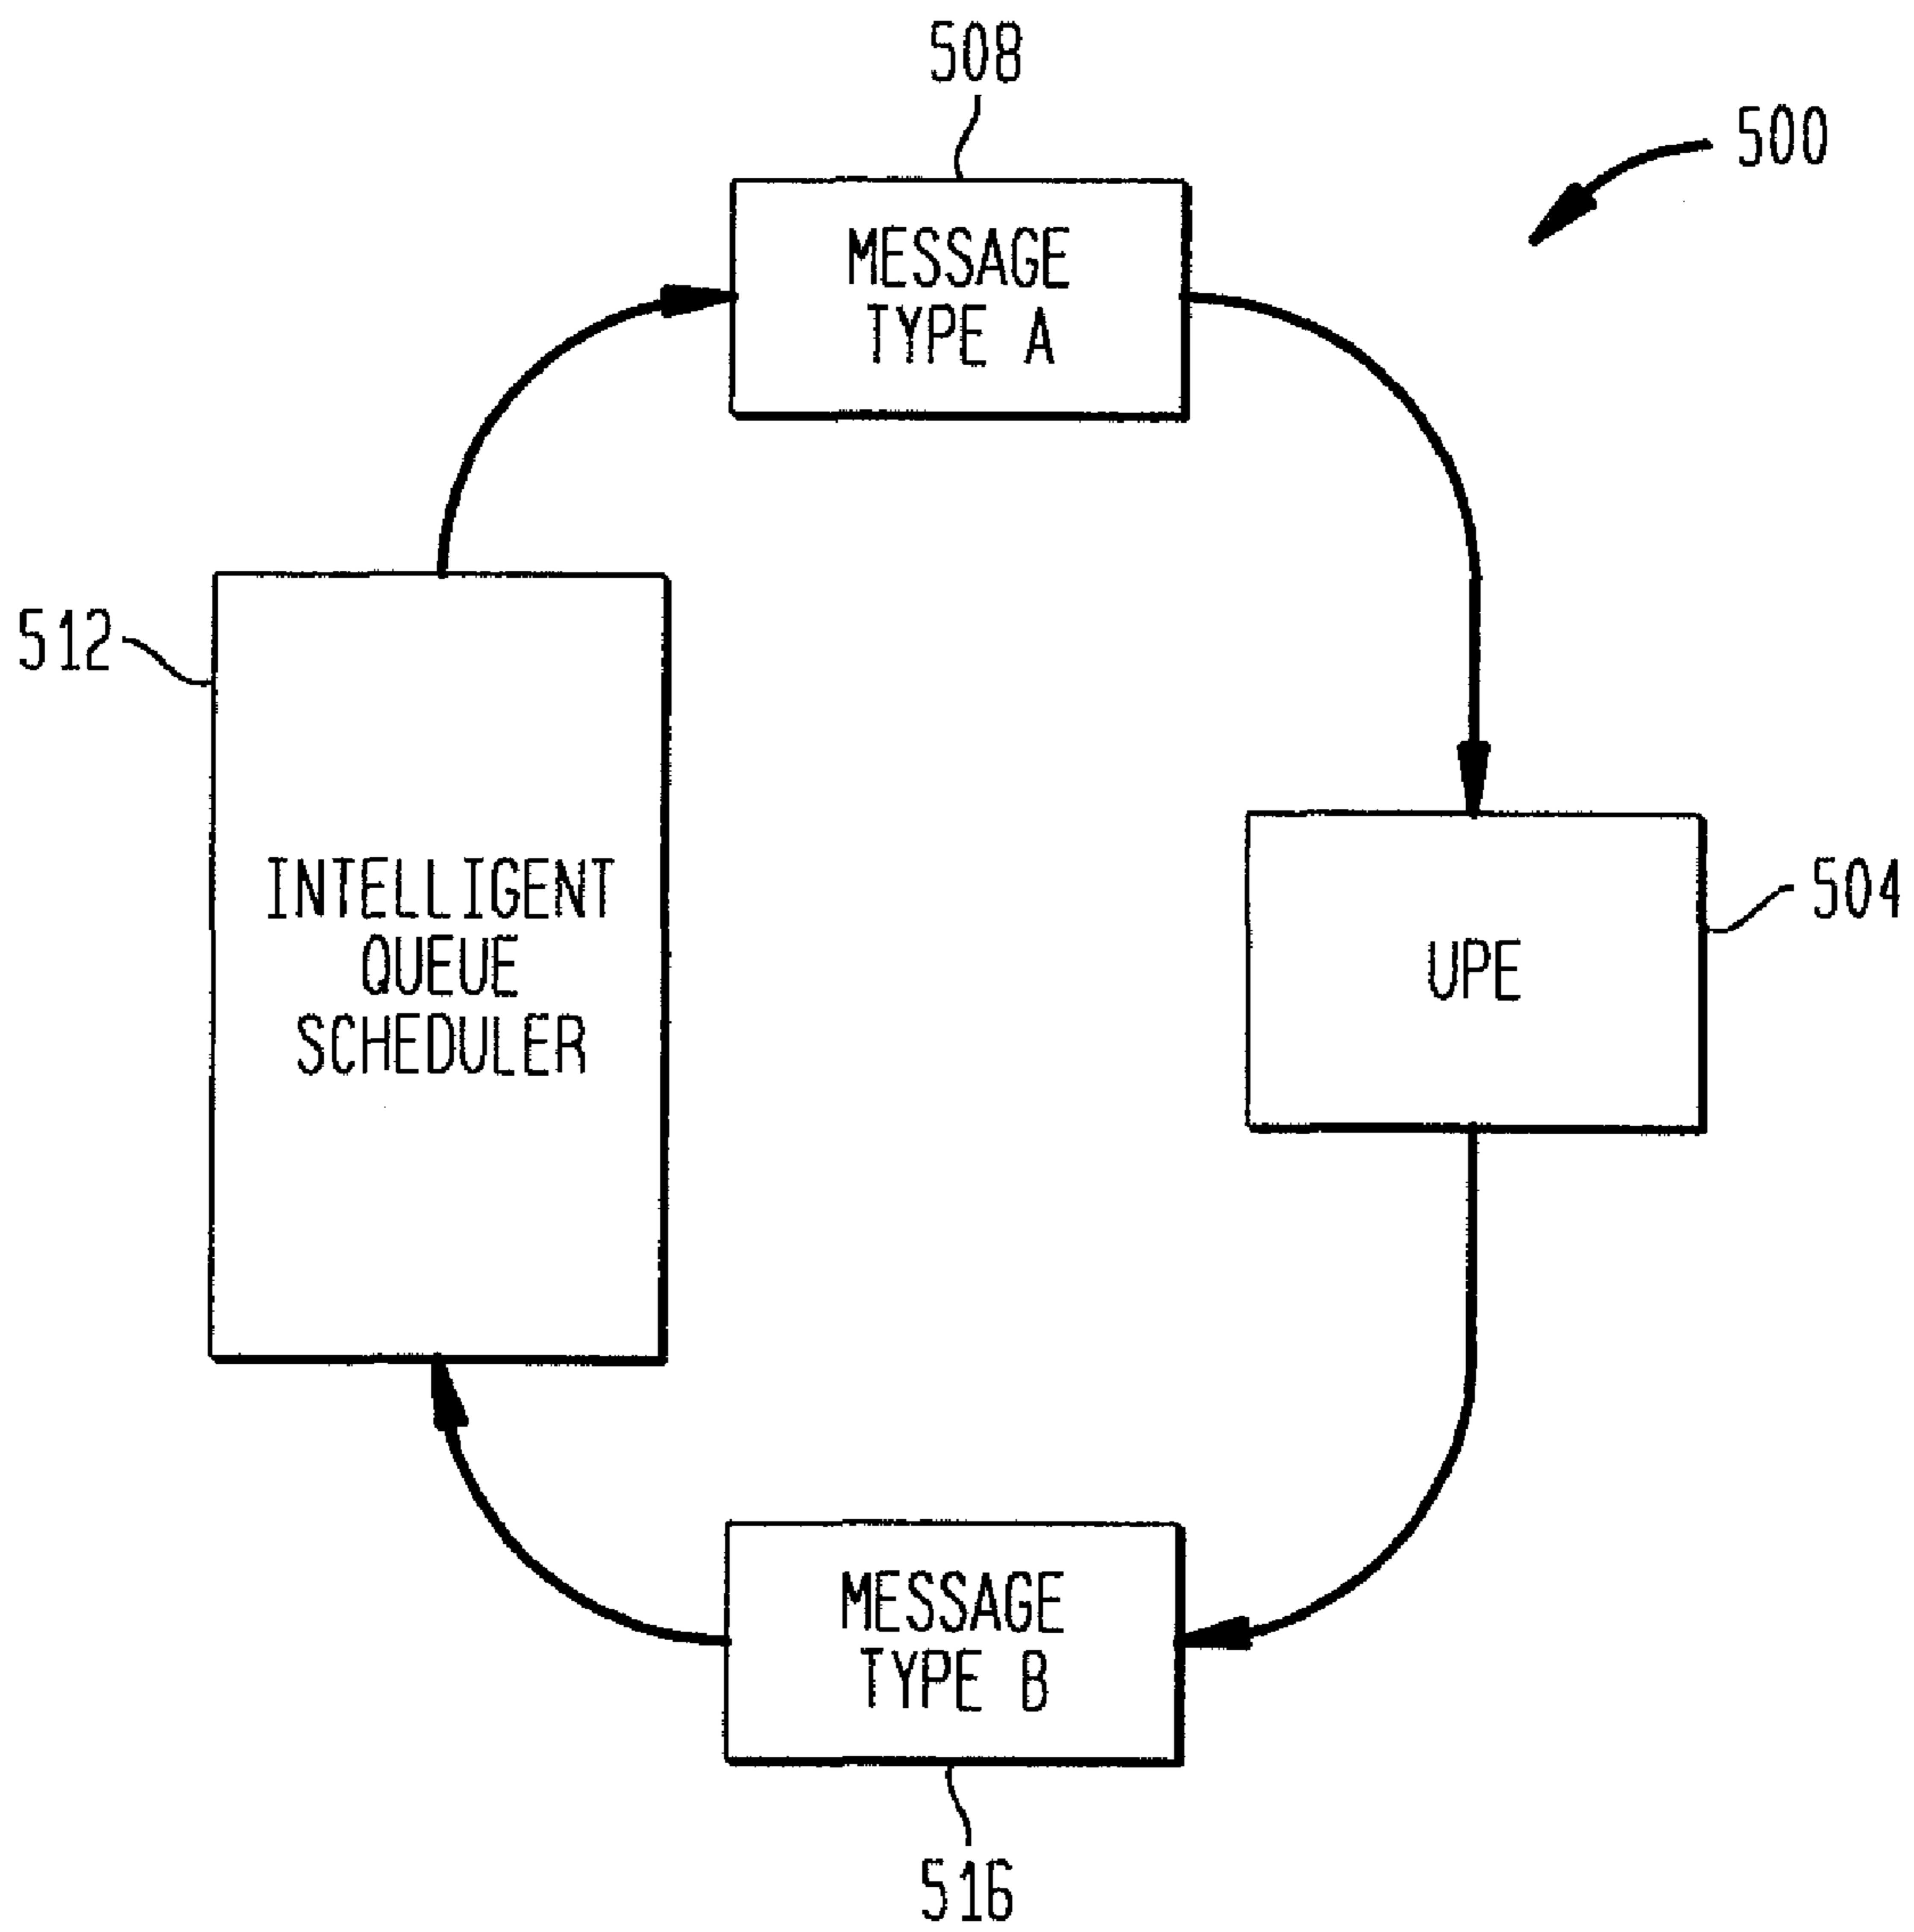 508
500
MESSAGE
TYPE A
512
INTELLIGENT
QUEUE
SCHEDULER
504
UPE
MESSAGE
TYPE B
516